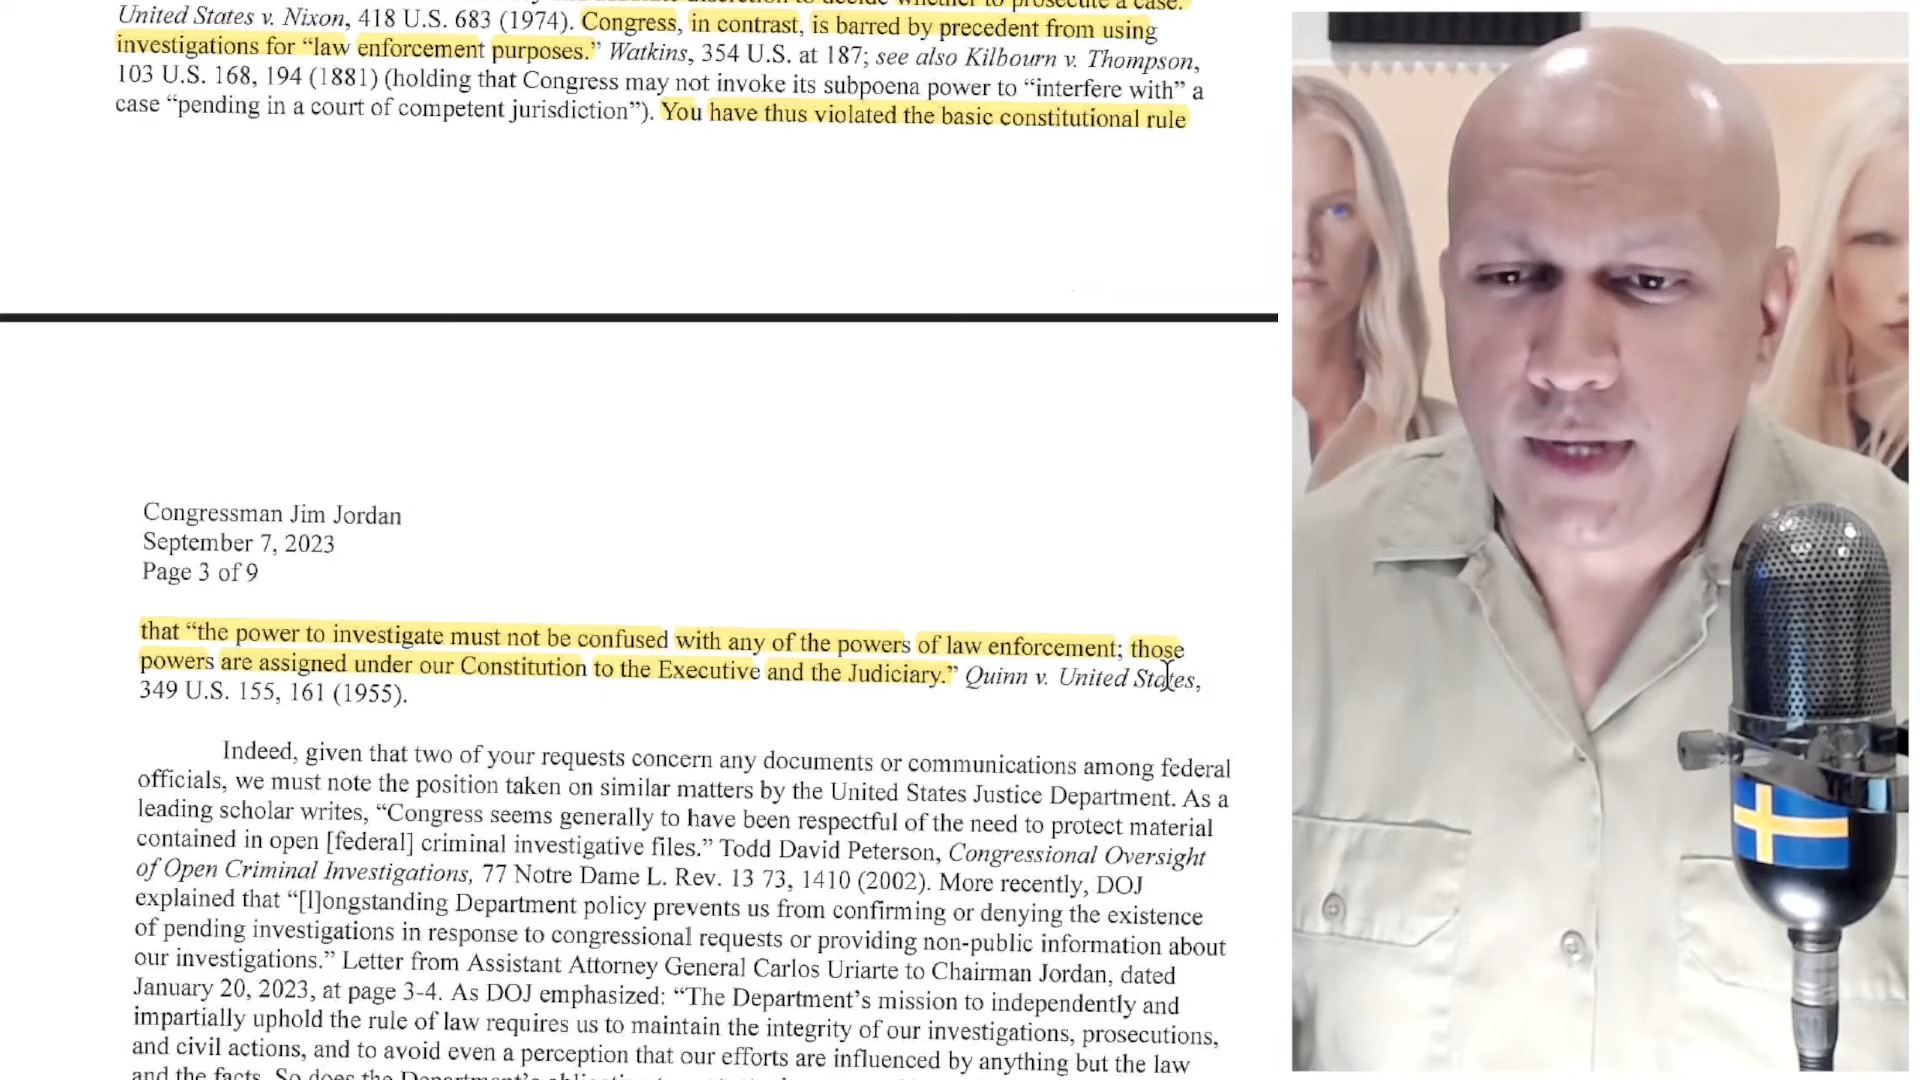 United States v. Nixon, 418 U.S. 683 (1974). Congress, in contrast, is barred by precedent from using
investigations for “law enforcement purposes.” Watkins, 354 U.S. at 187; see also Kilbourn v. Thompson,
103 U.S. 168, 194 (1881) (holding that Congress may not invoke its subpoena power to “interfere with” a
case “pending in a court of competent jurisdiction”). You have thus violated the basic constitutional rule
Congressman Jim Jordan
September 7, 2023
Page 3 of 9
that “the power to investigate must not be confused with any of the powers of law enforcement; those
powers are assigned under our Constitution to the Executive and the Judiciary.” Quinn v. United States,
349 U.S. 155, 161 (1955).
Indeed, given that two of your requests concern any documents or communications among federal
officials, we must note the position taken on similar matters by the United States Justice Department. As a
leading scholar writes, “Congress seems generally to have been respectful of the need to protect material
contained in open [federal] criminal investigative files.” Todd David Peterson, Congressional Oversight
of Open Criminal Investigations, 77 Notre Dame L. Rev. 13 73, 1410 (2002). More recently, DOJ
explained that “[l]ongstanding Department policy prevents us from confirming or denying the existence
of pending investigations in response to congressional requests or providing non-public information about
our investigations.” Letter from Assistant Attorney General Carlos Uriarte to Chairman Jordan, dated
January 20, 2023, at page 3-4. As DOJ emphasized: “The Department’s mission to independently and
impartially uphold the rule of law requires us to maintain the integrity of our investigations, prosecutions,
and civil actions, and to avoid even a perception that our efforts are influenced by anything but the law
and the facts. So does the Department’s